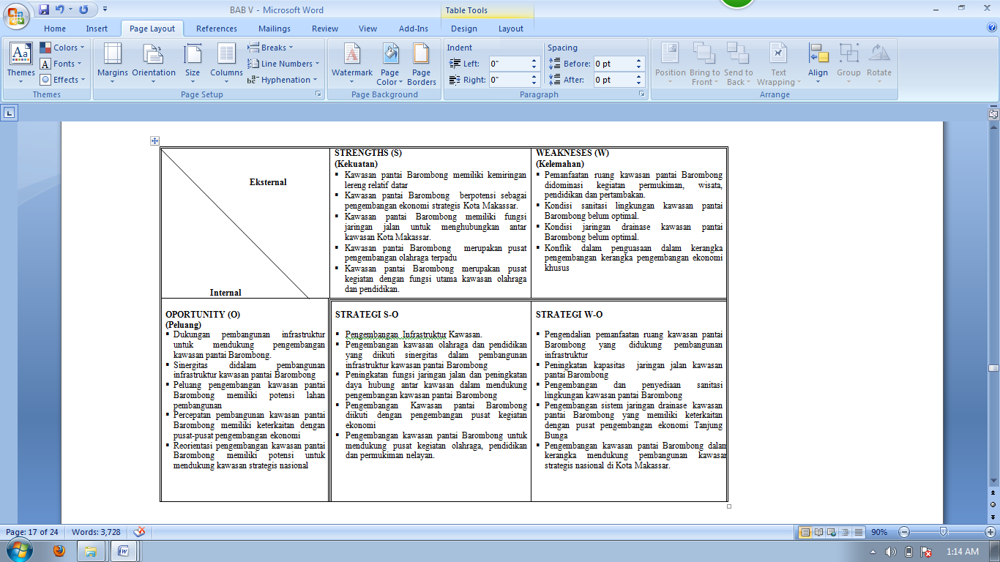 BAB V - Microsoft Word
Table Tools
Home Insert Page Layout References Mailings Review View Add-Ins Design Layout
Aa
Themes
Colors
Fonts
Effects
Themes
Margins
Orientation
Size
Columns
Breaks
Line Numbers
Hyphenation
Page Setup
Watermark
Page
Color
Page
Borders
Page Background
Indent
Left: 0"
Right: 0"
Spacing
Before: 0 pt
After: 0 pt
Paragraph
Position
Bring to
Front
Send to
Back
Text
Wrapping
Align
Group
Rotate
Arrange
Eksternal
Internal
STRENGTHS (S)
(Kekuatan)
Kawasan pantai Barombong memiliki kemiringan
lereng relatif datar
Kawasan pantai Barombong berpotensi sebagai
pengembangan ekonomi strategis Kota Makassar.
Kawasan pantai Barombong memiliki fungsi
jaringan jalan untuk menghubungkan antar
kawasan Kota Makassar.
Kawasan pantai Barombong merupakan pusat
pengembangan olahraga terpadu
Kawasan pantai Barombong merupakan pusat
kegiatan dengan fungsi utama kawasan olahraga
dan pendidikan.
WEAKNESES (W)
(Kelemahan)
Pemanfaatan ruang kawasan pantai Barombong
didominasi kegiatan permukiman, wisata,
pendidikan dan pertambakan.
Kondisi sanitasi lingkungan kawasan pantai
Barombong belum optimal.
Kondisi jaringan drainase kawasan pantai
Barombong belum optimal.
Konflik dalam penguasaan dalam kerangka
pengembangan kerangka pengembangan ekonomi
khusus
OPORTUNITY (O)
(Peluang)
Dukungan pembangunan infrastruktur
untuk mendukung pengembangan
kawasan pantai Barombong.
Sinergitas didalam pembangunan
infrastruktur kawasan pantai Barombong
Peluang pengembangan kawasan pantai
Barombong memiliki potensi lahan
pembangunan
Percepatan pembangunan kawasan pantai
Barombong memiliki keterkaitan dengan
pusat-pusat pengembangan ekonomi
Reorientasi pengembangan kawasan pantai
Barombong memiliki potensi untuk
mendukung kawasan strategis nasional
STRATEGI S-O
Pengembangan Infrastruktur Kawasan.
Pengembangan kawasan olahraga dan pendidikan
yang diikuti sinergitas dalam pembangunan
infrastruktur kawasan pantai Barombong
Peningkatan fungsi jaringan jalan dan peningkatan
daya hubung antar kawasan dalam mendukung
pengembangan kawasan pantai Barombong
Pengembangan Kawasan pantai Barombong
diikuti dengan pengembangan pusat kegiatan
ekonomi
Pengembangan kawasan pantai Barombong untuk
mendukung pusat kegiatan olahraga, pendidikan
dan permukiman nelayan.
STRATEGI W-O
Pengendalian pemanfaatan ruang kawasan pantai
Barombong yang didukung pembangunan
infrastruktur
Peningkatan kapasitas jaringan jalan kawasan
pantai Barombong
Pengembangan dan penyediaan sanitasi
lingkungan kawasan pantai Barombong
Pengembangan sistem jaringan drainase kawasan
pantai Barombong yang memiliki keterkaitan
dengan pusat pengembangan ekonomi Tanjung
Bunga
Pengembangan kawasan pantai Barombong dalam
kerangka mendukung pembangunan kawasan
strategis nasional di Kota Makassar.
Page: 17 of 24 Words: 3,728 90%
1:14 AM